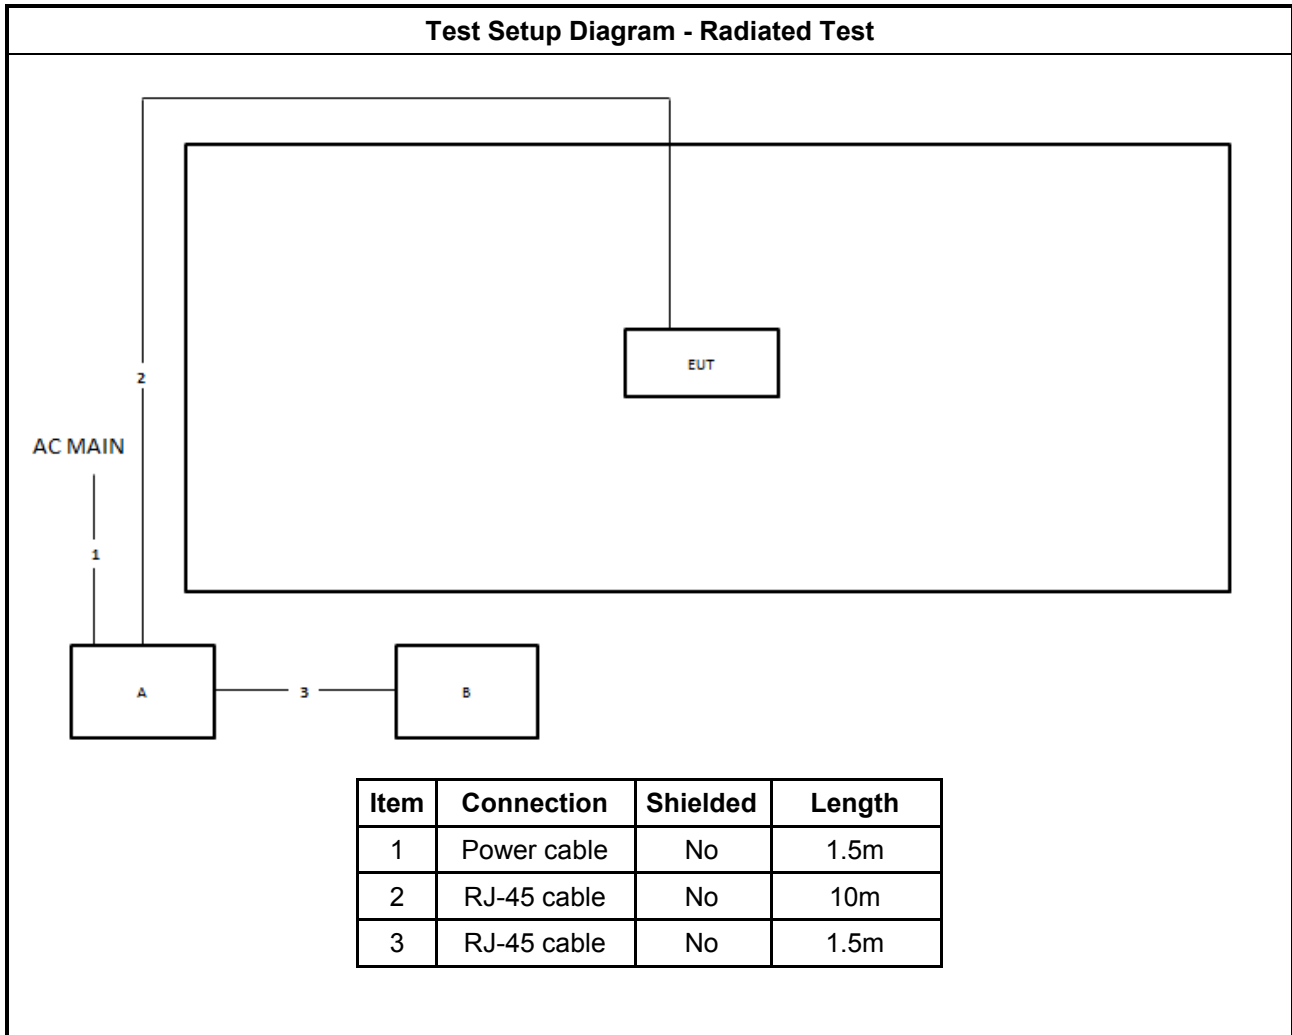 Test Setup Diagram - Radiated Test
EUT
2
AC MAIN
1
A
3
B
Item Connection Shielded Length
1 Power cable No 1.5m
2 RJ-45 cable No 10m
3 RJ-45 cable No 1.5m